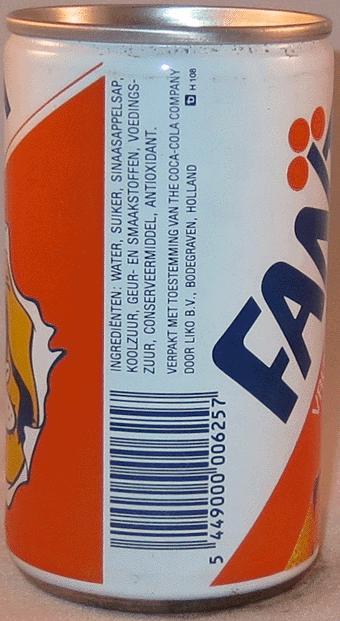 INGREDIËNTEN: WATER, SUIKER, SINAASAPPELSAP,
KOOLZUUR, GEUR- EN SMAAKSTOFFEN, VOEDINGS-
ZUUR, CONSERVEERMIDDEL, ANTIOXIDANT.
VERPAKT MET TOESTEMMING VAN THE COCA-COLA COMPANY
DOOR LIKO B.V., BODEGRAVEN, HOLLAND
D H 108
5 449000 006257
FAN